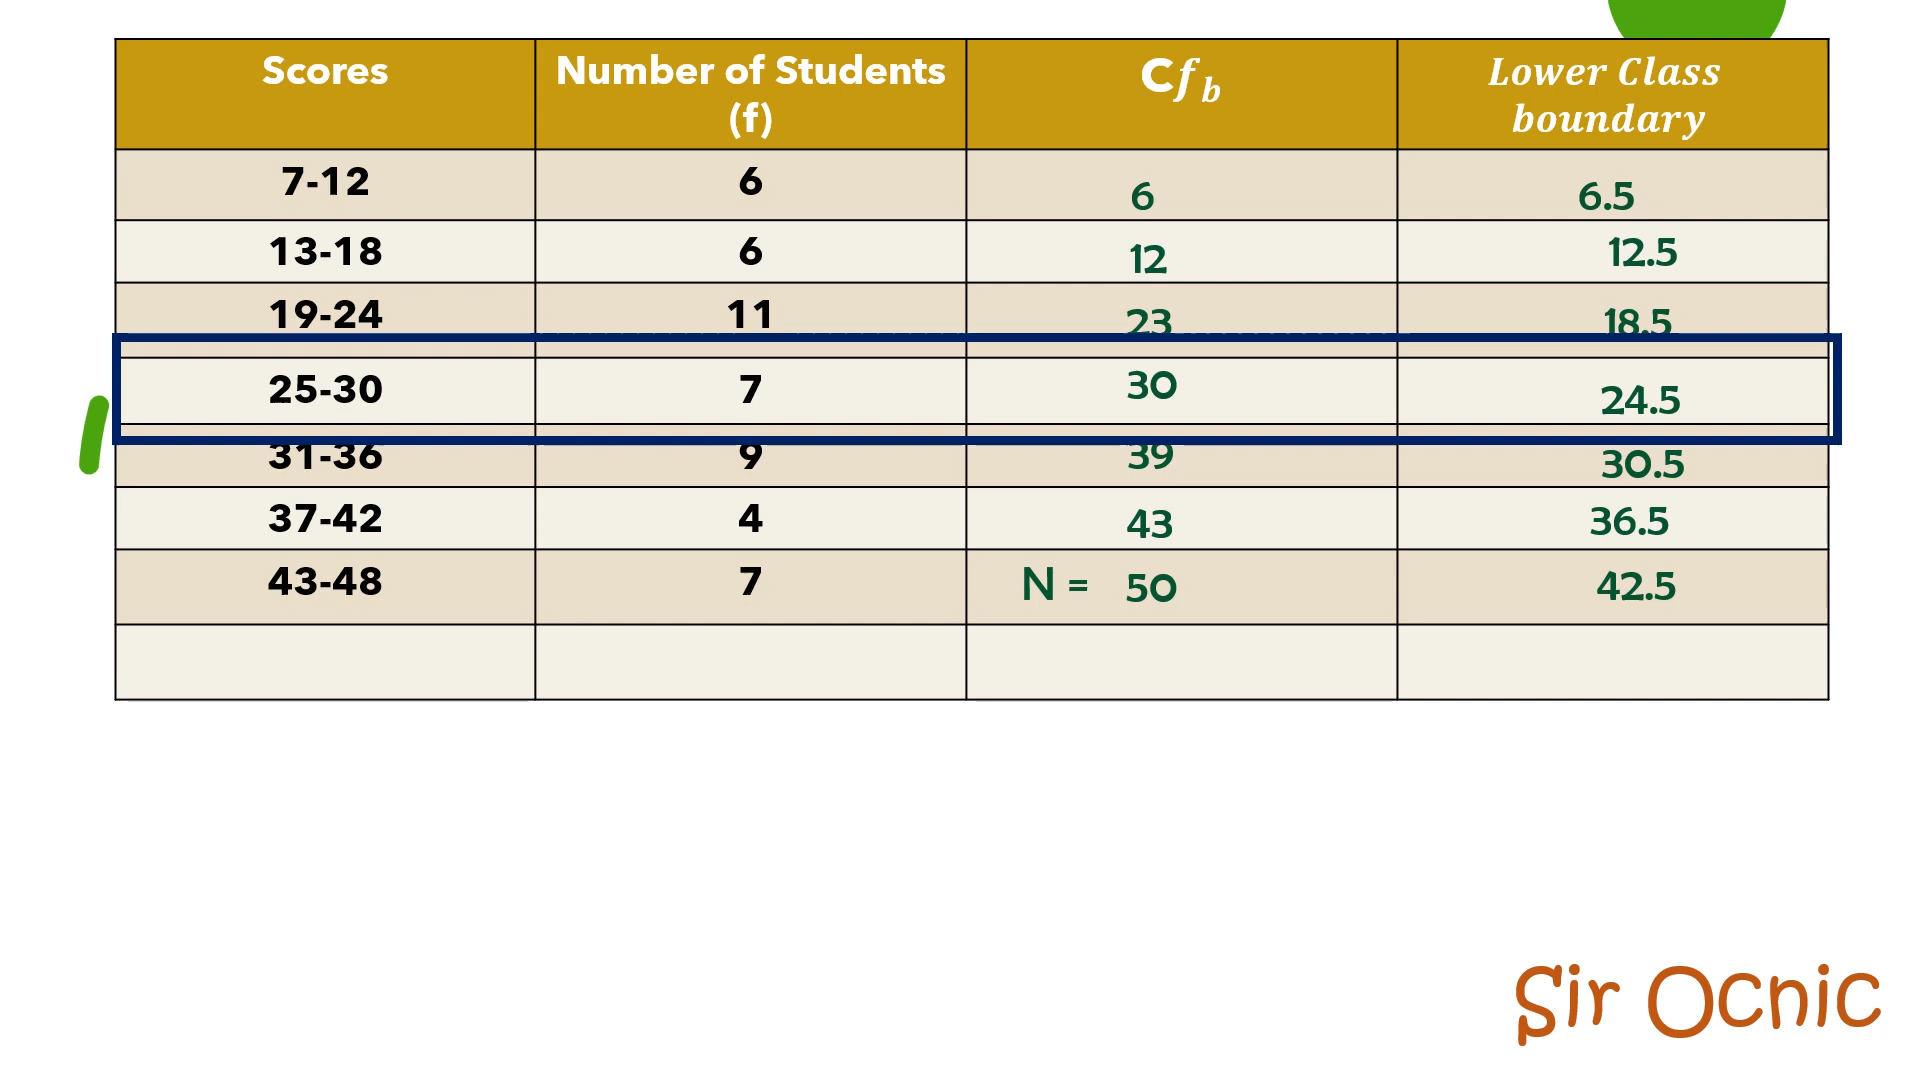 Scores Number of Students (f) Cf_b Lower Class boundary
7-12 6 6 6.5
13-18 6 12 12.5
19-24 11 23 18.5
25-30 7 30 24.5
31-36 9 39 30.5
37-42 4 43 36.5
43-48 7 N = 50 42.5
Sir Ocnic